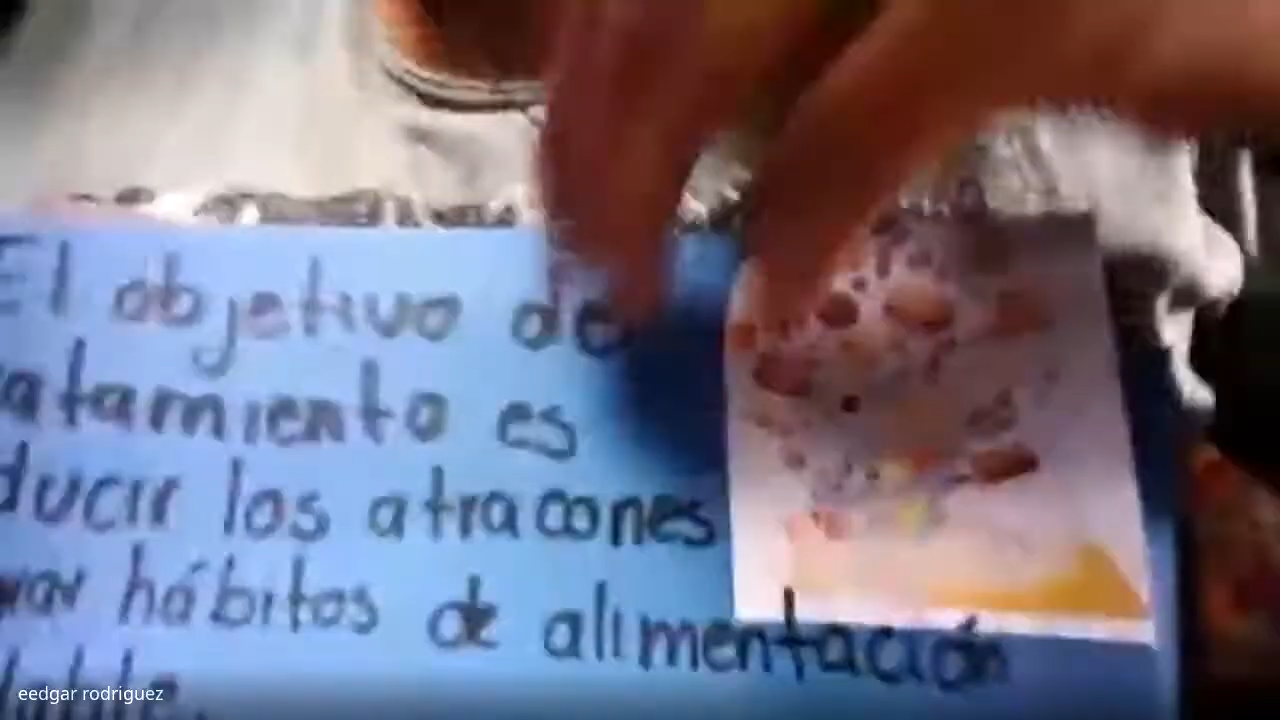 El objetivo de
atamiento es
ducir los atracones
hábitos de alimentación
eedgar rodriguez